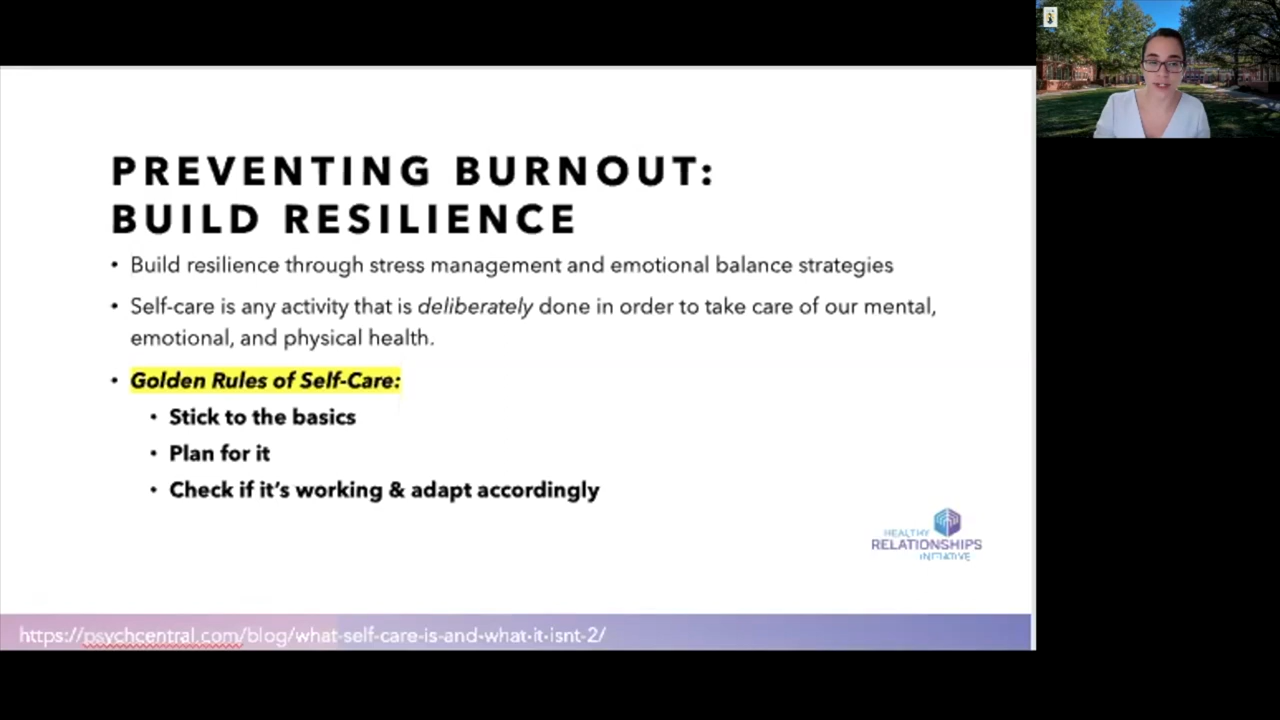 PREVENTING BURNOUT:
BUILD RESILIENCE
• Build resilience through stress management and emotional balance strategies
• Self-care is any activity that is deliberately done in order to take care of our mental,
emotional, and physical health.
• Golden Rules of Self-Care:
• Stick to the basics
• Plan for it
• Check if it's working & adapt accordingly
HEALTHY
RELATIONSHIPS
INITIATIVE
https://psychcentral.com/blog/what-self-care-is-and-what-it-isnt-2/